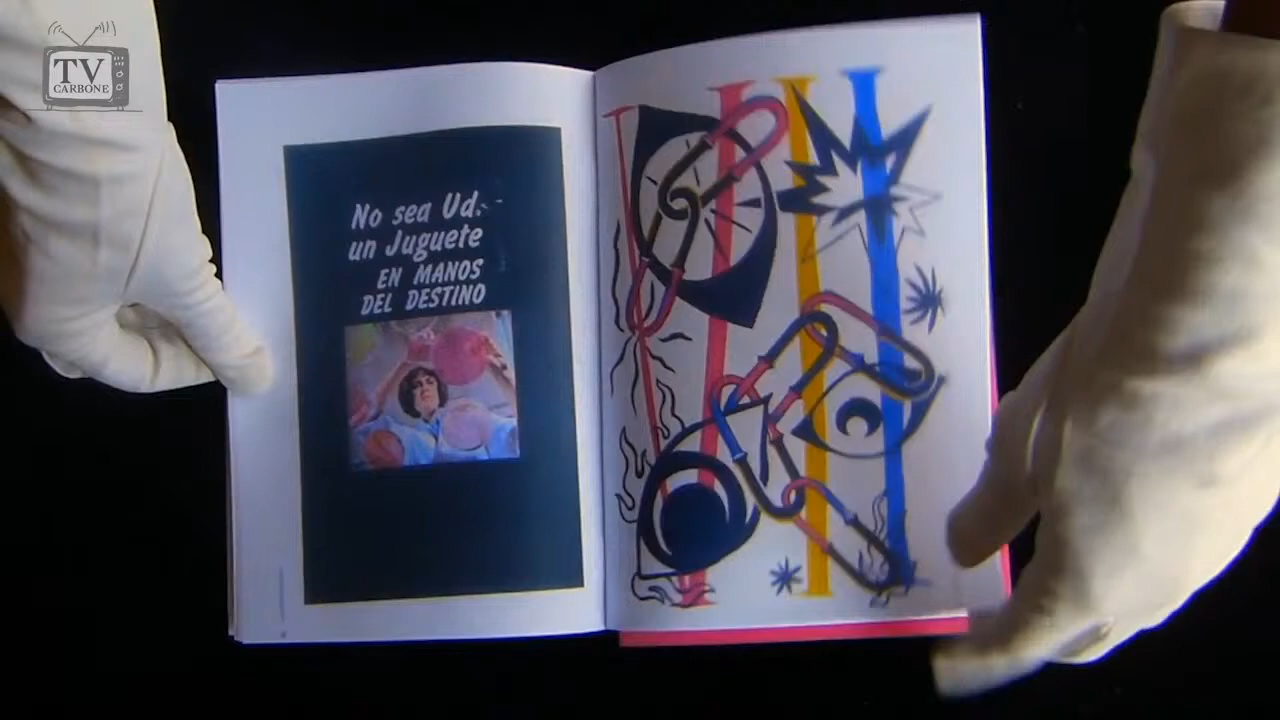 TV
CARBONE
No sea Ud.
un Juguete
EN MANOS
DEL DESTINO